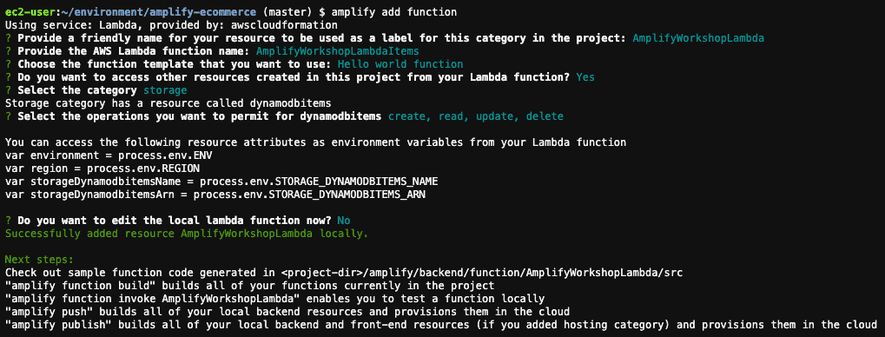 ec2-user:~/environment/amplify-ecommerce (master) $ amplify add function
Using service: Lambda, provided by: awscloudformation
? Provide a friendly name for your resource to be used as a label for this category in the project: AmplifyWorkshopLambda
? Provide the AWS Lambda function name: AmplifyWorkshopLambdaItems
? Choose the function template that you want to use: Hello world function
? Do you want to access other resources created in this project from your Lambda function? Yes
? Select the category storage
Storage category has a resource called dynamodbitems
? Select the operations you want to permit for dynamodbitems create, read, update, delete
You can access the following resource attributes as environment variables from your Lambda function
var environment = process.env.ENV
var region = process.env.REGION
var storageDynamodbitemsName = process.env.STORAGE_DYNAMODBITEMS_NAME
var storageDynamodbitemsArn = process.env.STORAGE_DYNAMODBITEMS_ARN
? Do you want to edit the local lambda function now? No
Successfully added resource AmplifyWorkshopLambda locally.
Next steps:
Check out sample function code generated in <project-dir>/amplify/backend/function/AmplifyWorkshopLambda/src
"amplify function build" builds all of your functions currently in the project
"amplify function invoke AmplifyWorkshopLambda" enables you to test a function locally
"amplify push" builds all of your local backend resources and provisions them in the cloud
"amplify publish" builds all of your local backend and front-end resources (if you added hosting category) and provisions them in the cloud